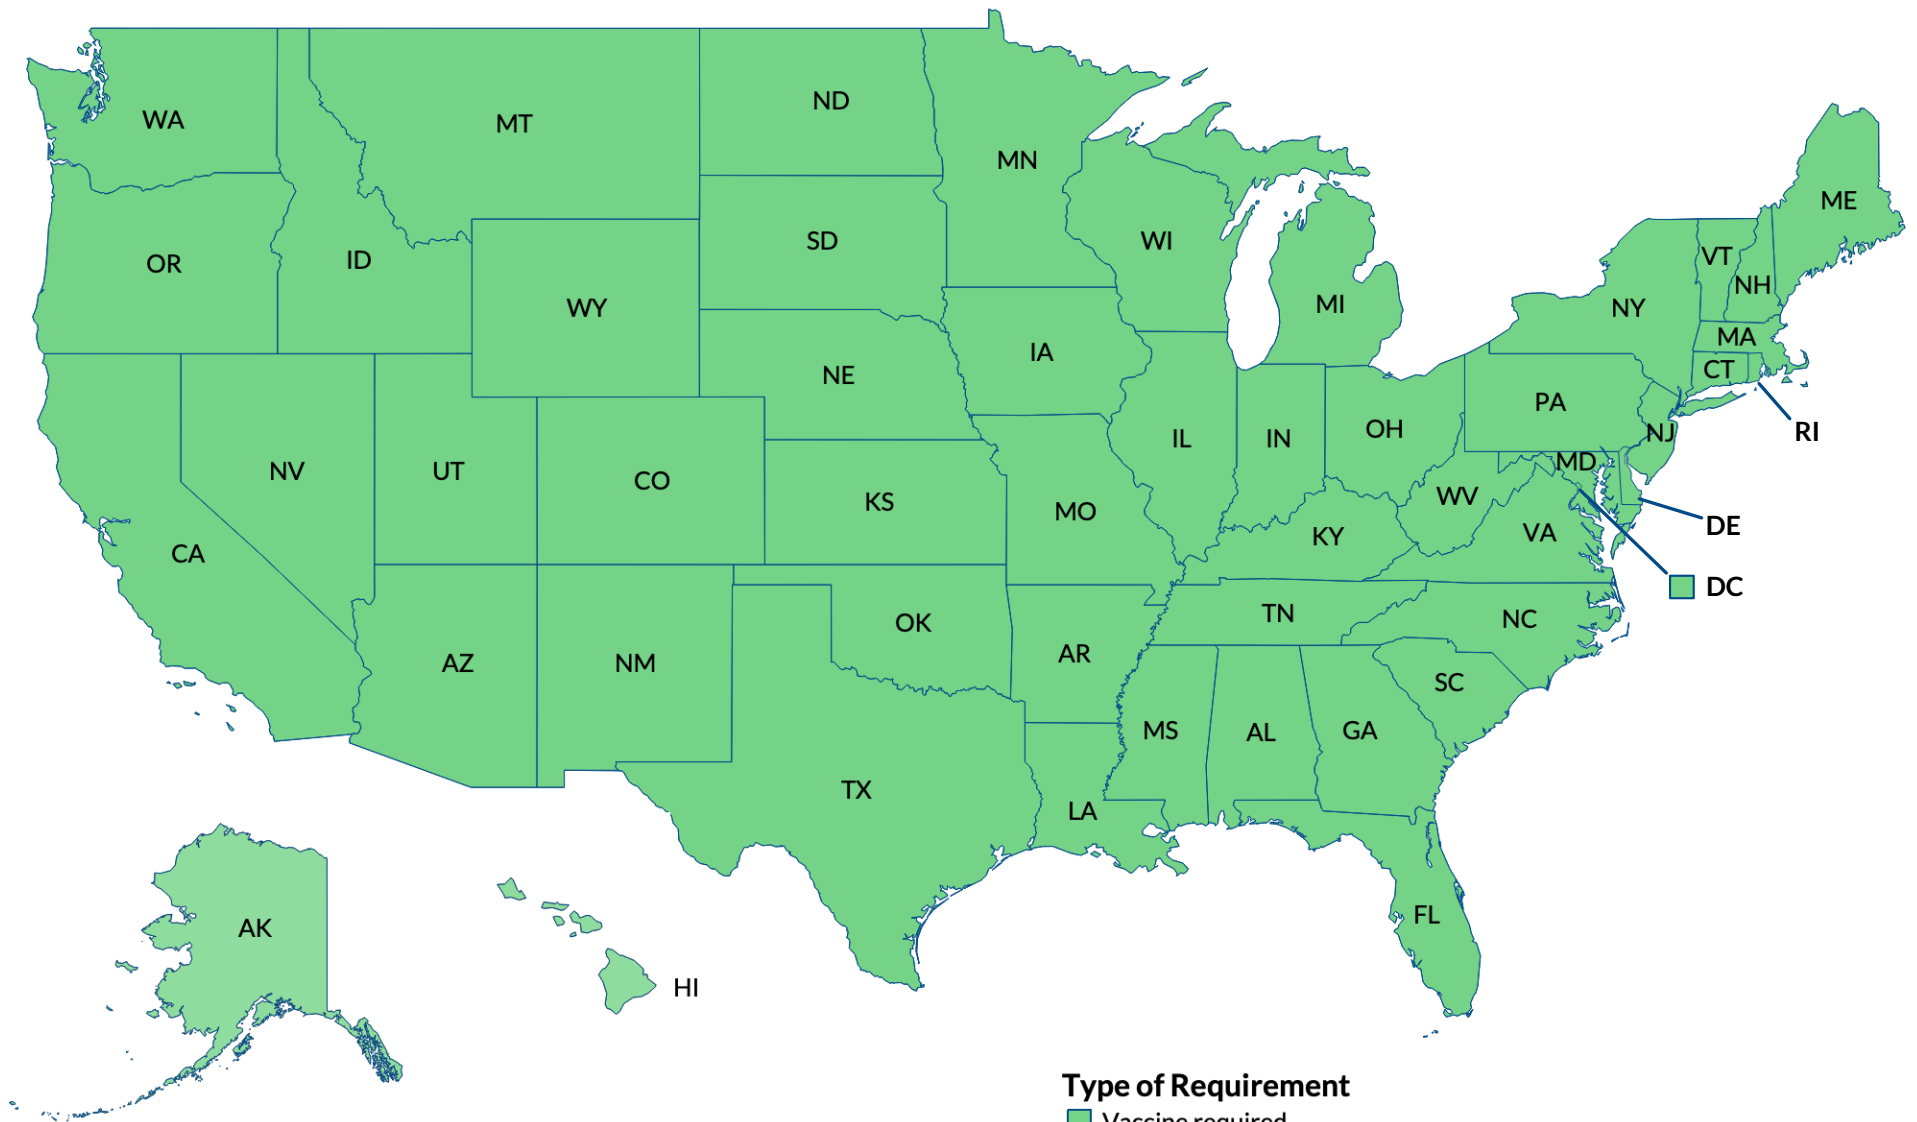 ND
WA
MT
MN
ME
SD
WI
VT
OR
ID
NH
WY
MI
NY
MA
IA
CT
NE
PA
OH
RI
NJ
IL
IN
MD
NV
UT
CO
WV
KS
MO
DE
VA
KY
CA
DC
TN
NC
OK
AR
AZ
NM
SC
MS
AL
GA
TX
LA
FL
AK
HI
Type of Requirement
Vaccine required